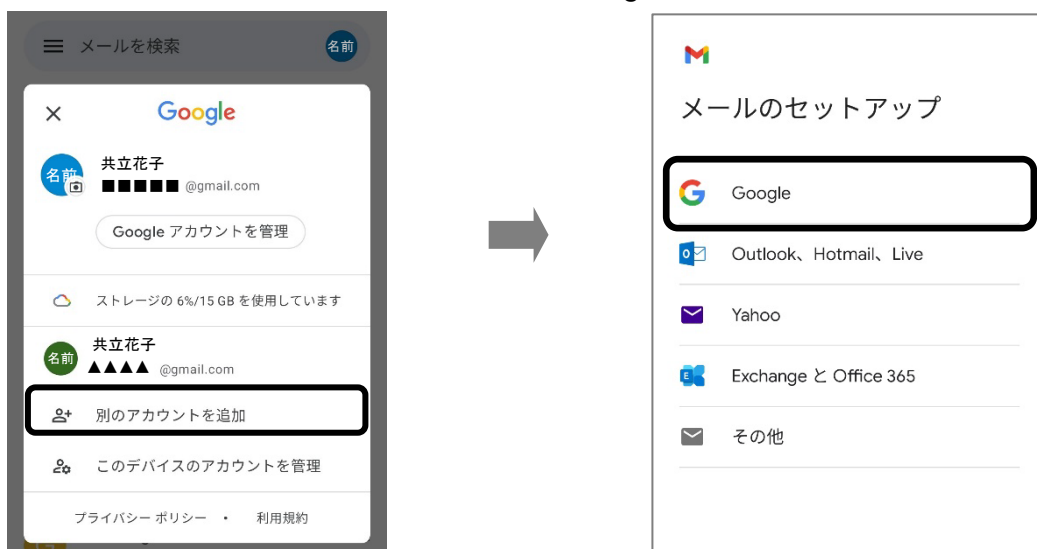 g
メールを検索
名前
Google
名前
共立花子
■■■■■ @gmail.com
Google アカウントを管理
ストレージの 6%/15 GB を使用しています
名前
共立花子
▲▲▲▲ @gmail.com
別のアカウントを追加
このデバイスのアカウントを管理
プライバシー ポリシー ・ 利用規約
メールのセットアップ
Google
Outlook、Hotmail、Live
Yahoo
Exchange と Office 365
その他